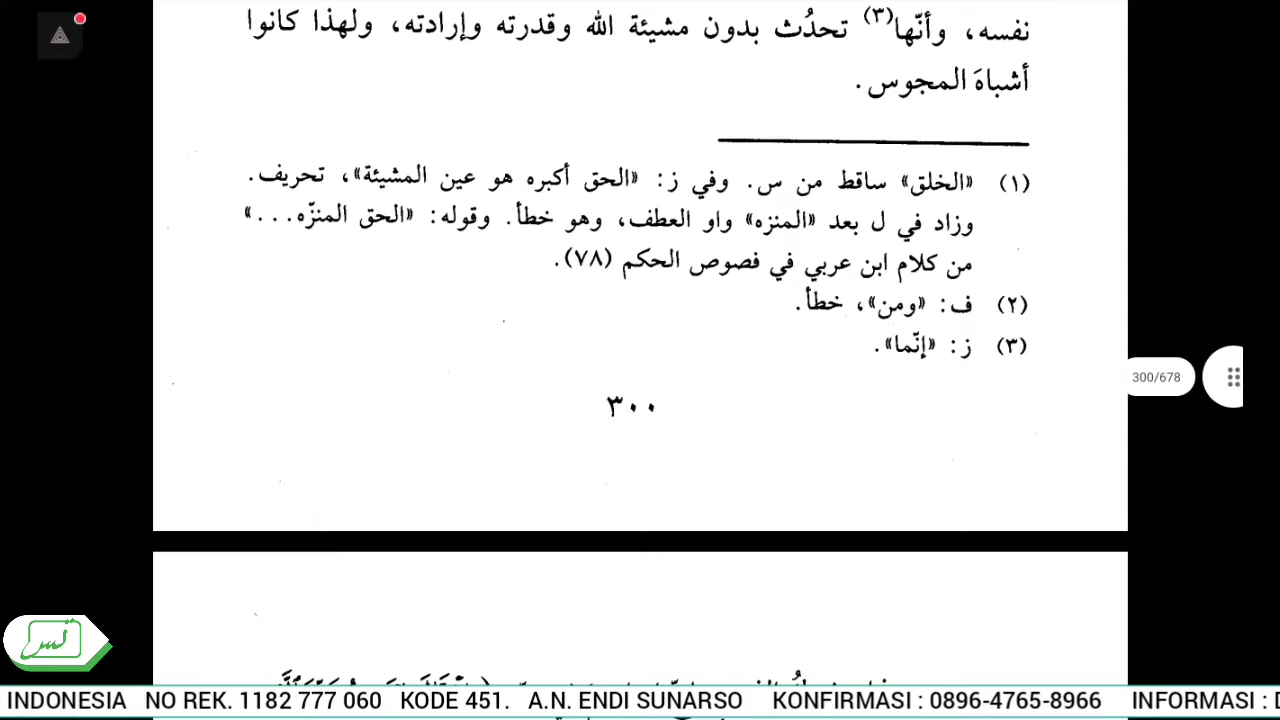 نفسه، وأنّها(٣) تحدُث بدون مشيئة الله وقدرته وإرادته، ولهذا كانوا
أشباهَ المجوس.
(١) «الخلق» ساقط من س. وفي ز: «الحق أكبره هو عين المشيئة»، تحريف.
وزاد في ل بعد «المنزه» واو العطف، وهو خطأ. وقوله: «الحق المنزّه...»
من كلام ابن عربي في فصوص الحكم (٧٨).
(٢) ف: «ومن»، خطأ.
(٣) ز: «إنّما».
300/678
٣٠٠
INDONESIA NO REK. 1182 777 060 KODE 451. A.N. ENDI SUNARSO KONFIRMASI : 0896-4765-8966 INFORMASI :